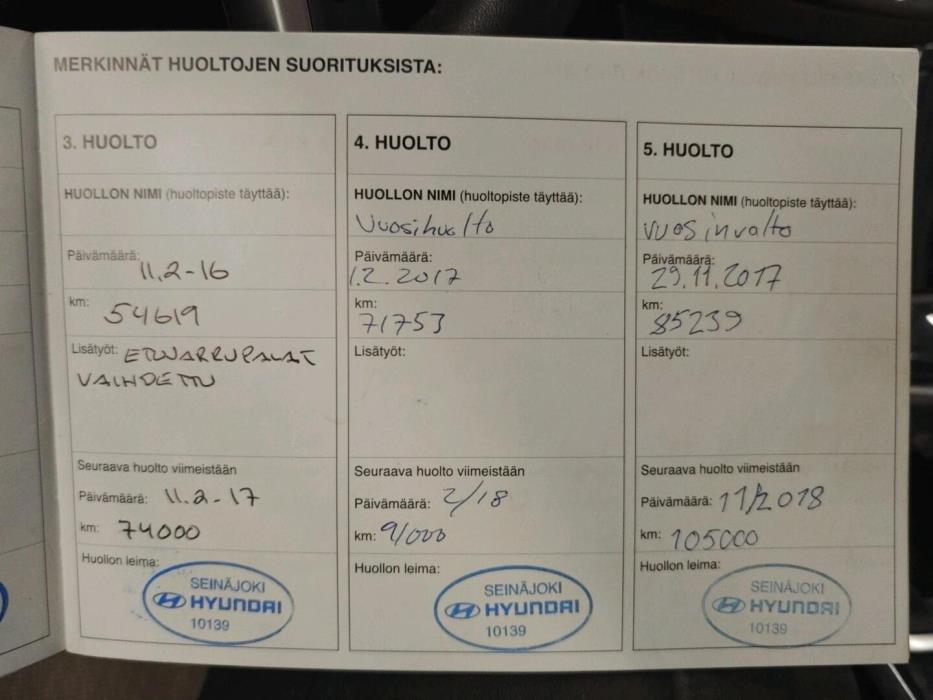 MERKINNÄT HUOLTOJEN SUORITUKSISTA:
3. HUOLTO
HUOLLON NIMI (huoltopiste täyttää):
Päivämäärä: 11.2-16
km: 54619
Lisätyöt: ETUJARRUPALAT
VAIHDETTU
Seuraava huolto viimeistään
Päivämäärä: 11.2-17
km: 74000
Huollon leima:
SEINÄJOKI
HYUNDAI
10139
4. HUOLTO
HUOLLON NIMI (huoltopiste täyttää):
Vuosihuolto
Päivämäärä:
1.2.2017
km:
71753
Lisätyöt:
Seuraava huolto viimeistään
Päivämäärä: 2/18
km: 91000
Huollon leima:
SEINÄJOKI
HYUNDAI
10139
5. HUOLTO
HUOLLON NIMI (huoltopiste täyttää):
Päivämäärä:
29.11.2017
km:
85239
Lisätyöt:
Seuraava huolto viimeistään
Päivämäärä: 11/2018
km: 105000
Huollon leima:
SEINÄJOKI
HYUNDAI
10139